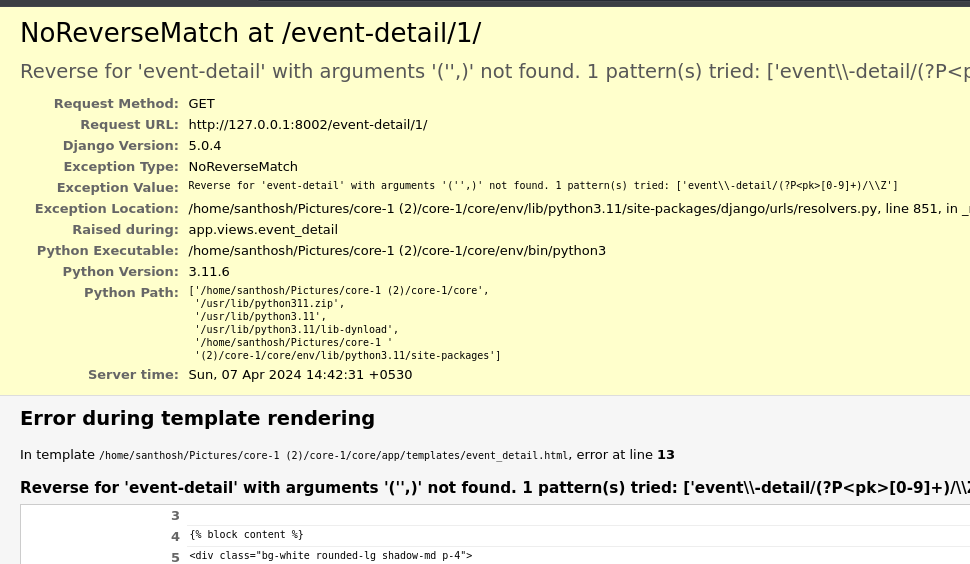 NoReverseMatch at /event-detail/1/
Reverse for 'event-detail' with arguments '('',)' not found. 1 pattern(s) tried: ['event\\-detail/(?P<p
Request Method: GET
Request URL: http://127.0.0.1:8002/event-detail/1/
Django Version: 5.0.4
Exception Type: NoReverseMatch
Exception Value: Reverse for 'event-detail' with arguments '('',)' not found. 1 pattern(s) tried: ['event\\-detail/(?P<pk>[0-9]+)/\\Z']
Exception Location: /home/santhosh/Pictures/core-1 (2)/core-1/core/env/lib/python3.11/site-packages/django/urls/resolvers.py, line 851, in _
Raised during: app.views.event_detail
Python Executable: /home/santhosh/Pictures/core-1 (2)/core-1/core/env/bin/python3
Python Version: 3.11.6
Python Path: ['/home/santhosh/Pictures/core-1 (2)/core-1/core',
'/usr/lib/python311.zip',
'/usr/lib/python3.11',
'/usr/lib/python3.11/lib-dynload',
'/home/santhosh/Pictures/core-1 '
'(2)/core-1/core/env/lib/python3.11/site-packages']
Server time: Sun, 07 Apr 2024 14:42:31 +0530
Error during template rendering
In template /home/santhosh/Pictures/core-1 (2)/core-1/core/app/templates/event_detail.html, error at line 13
Reverse for 'event-detail' with arguments '('',)' not found. 1 pattern(s) tried: ['event\\-detail/(?P<pk>[0-9]+)/\\Z
3
4 {% block content %}
5 <div class="bg-white rounded-lg shadow-md p-4">